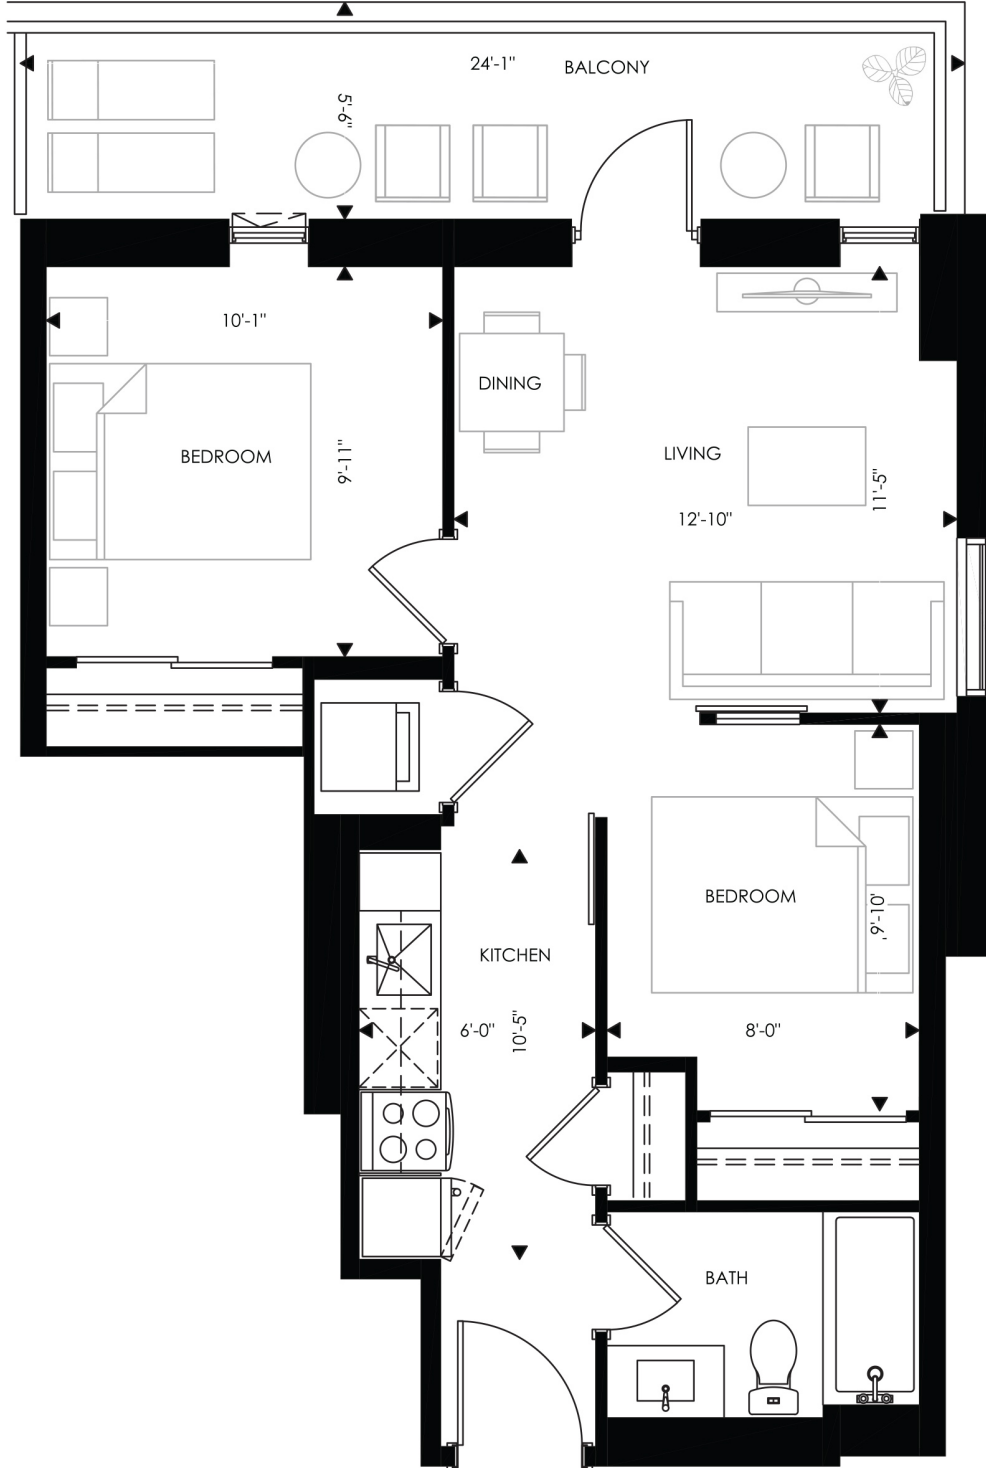 24'-1"
BALCONY
5'-6"
10'-1"
DINING
BEDROOM
9'-11"
LIVING
11'-5"
12'-10"
BEDROOM
9'-10'
KITCHEN
6'-0"
10'-5"
8'-0"
BATH